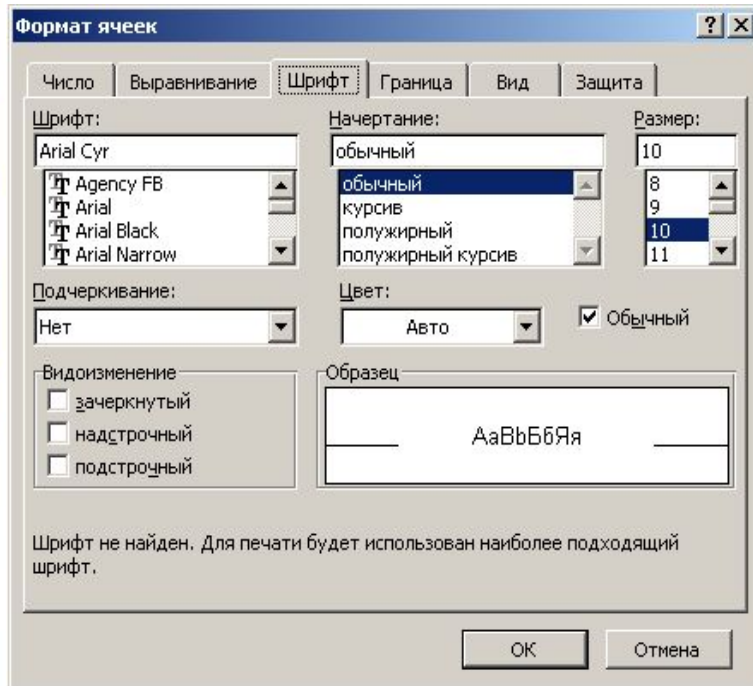 Формат ячеек
Число Выравнивание Шрифт Граница Вид Защита
Шрифт: Начертание: Размер:
Arial Cyr обычный 10
Agency FB обычный 8
Arial курсив 9
Arial Black полужирный 10
Arial Narrow полужирный курсив 11
Подчеркивание: Цвет:
Нет Авто Обычный
Видоизменение Образец
зачеркнутый
надстрочный АаВbБбЯя
подстрочный
Шрифт не найден. Для печати будет использован наиболее подходящий
шрифт.
ОК Отмена